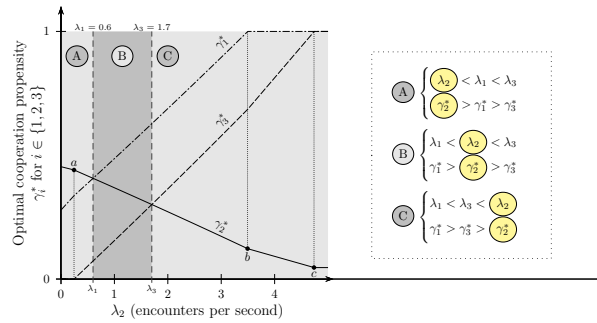 λ₁ = 0.6 λ₃ = 1.7
1
A B C
γ₁*
γ₃*
a
γ₂*
b
c
0
0 λ₁ 1 λ₃ 2 3 4
λ₂ (encounters per second)
Optimal cooperation propensity
γᵢ* for i ∈ {1, 2, 3}
A { λ₂ < λ₁ < λ₃
γ₂* > γ₁* > γ₃*
B { λ₁ < λ₂ < λ₃
γ₁* > γ₂* > γ₃*
C { λ₁ < λ₃ < λ₂
γ₁* > γ₃* > γ₂*